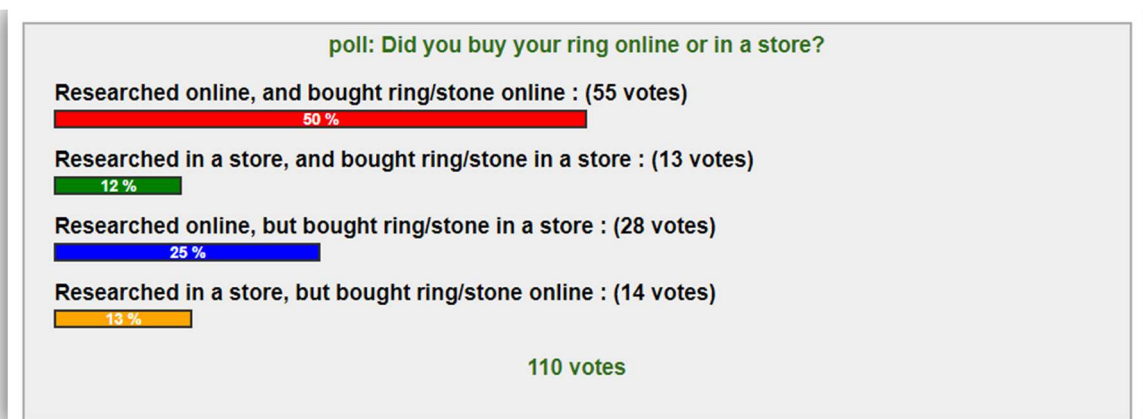 poll: Did you buy your ring online or in a store?
Researched online, and bought ring/stone online : (55 votes)
50 %
Researched in a store, and bought ring/stone in a store : (13 votes)
12 %
Researched online, but bought ring/stone in a store : (28 votes)
25 %
Researched in a store, but bought ring/stone online : (14 votes)
13 %
110 votes